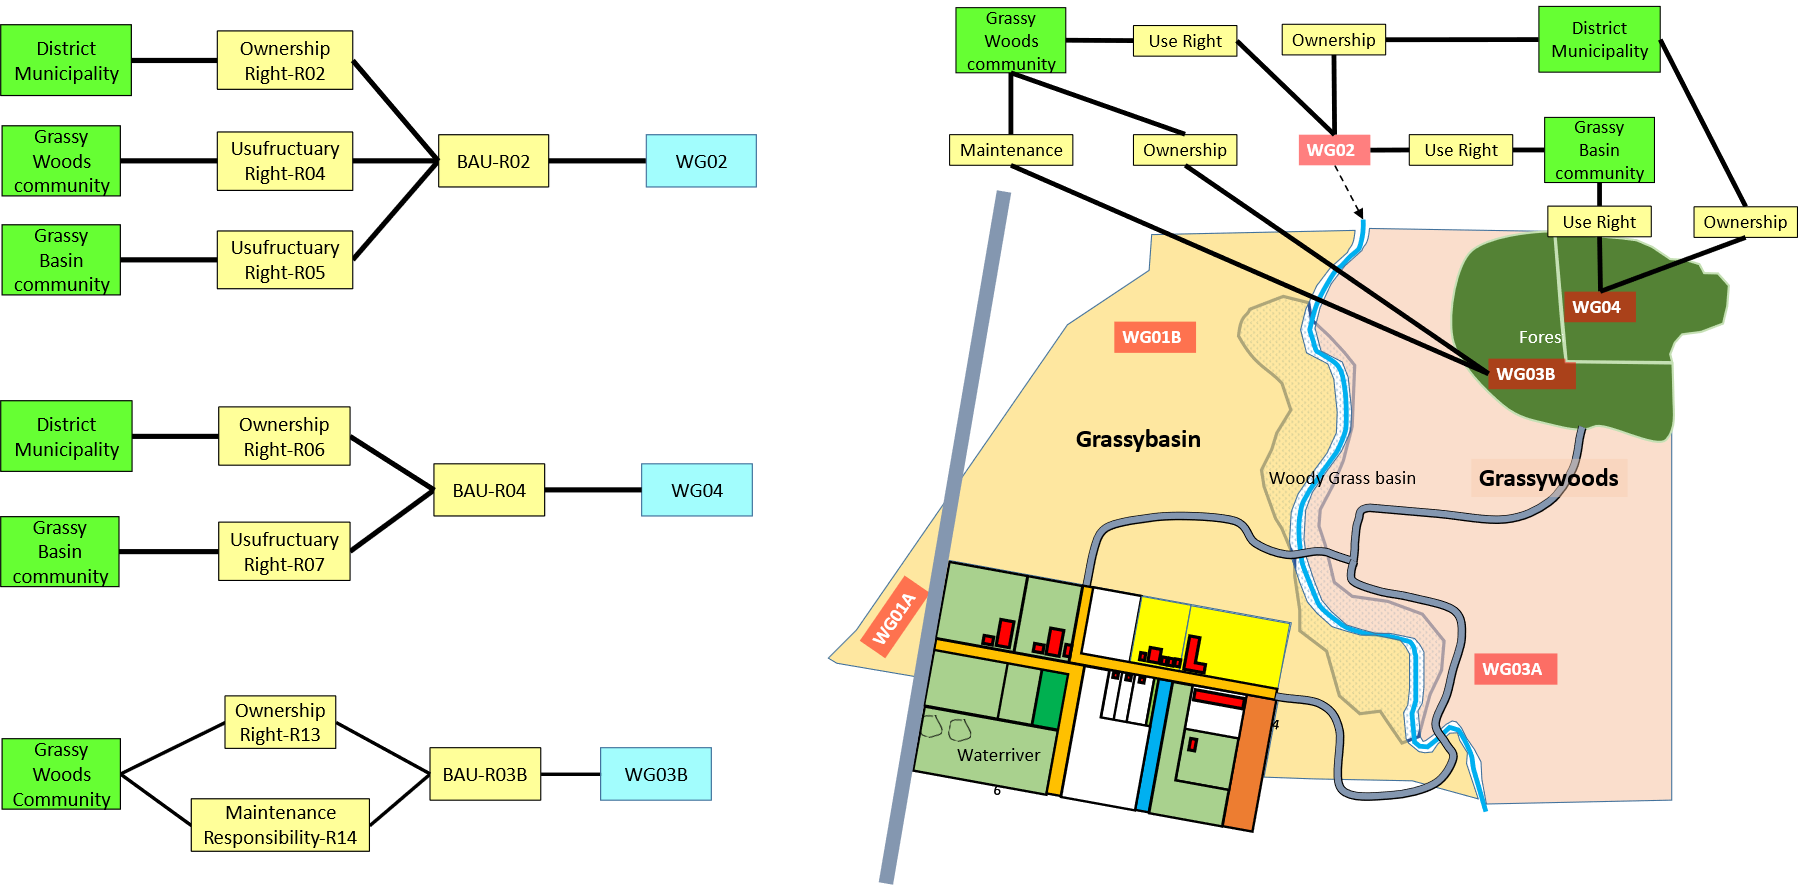 District
Municipality
Ownership
Right-R02
Grassy
Woods
community
Usufructuary
Right-R04
BAU-R02
WG02
Grassy
Basin
community
Usufructuary
Right-R05
District
Municipality
Ownership
Right-R06
BAU-R04
WG04
Grassy
Basin
community
Usufructuary
Right-R07
Grassy
Woods
Community
Ownership
Right-R13
Maintenance
Responsibility-R14
BAU-R03B
WG03B
Grassy
Woods
community
Use Right
Ownership
District
Municipality
Maintenance
Ownership
WG02
Use Right
Grassy
Basin
community
Use Right
Ownership
WG01B
WG04
Fores
WG03B
Grassybasin
Woody Grass basin
Grassywoods
WG01A
WG03A
Waterriver
4
6